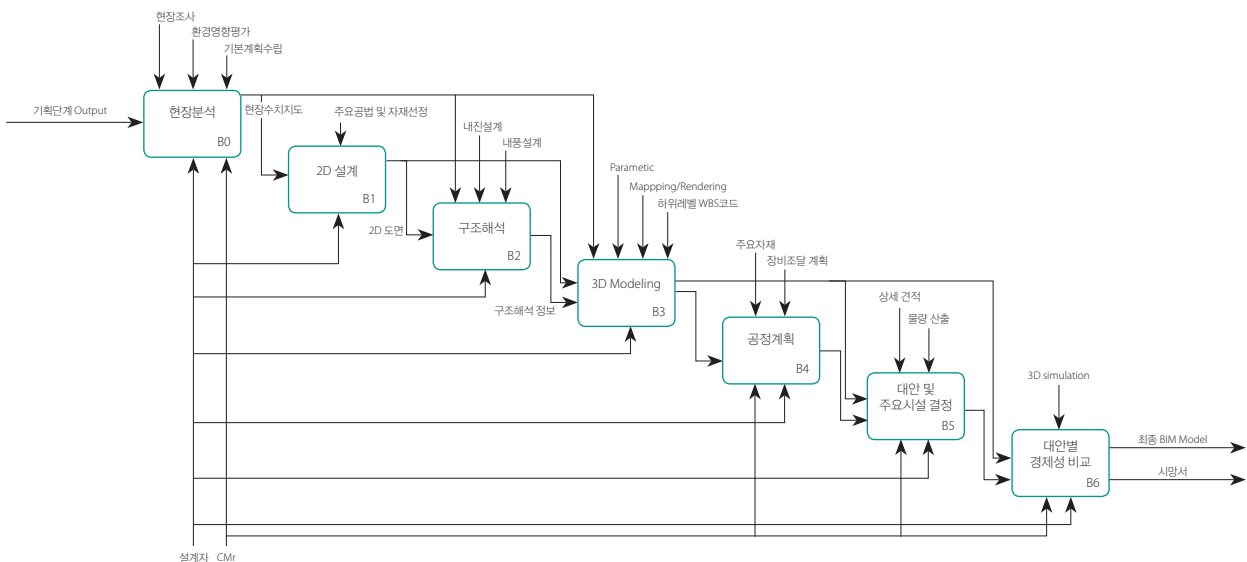 현장조사
환경영향평가
기본계획수립
기획단계 Output
현장분석
B0
현장수치지도
주요공법 및 자재선정
2D 설계
B1
내진설계
내풍설계
2D 도면
구조해석
B2
Parametic
Mappping/Rendering
하위레벨 WBS코드
구조해석 정보
3D Modeling
B3
주요자재
장비조달 계획
공정계획
B4
상세 견적
물량 산출
대안 및
주요시설 결정
B5
3D simulation
대안별
경제성 비교
B6
최종 BIM Model
시망서
설계자
CMr